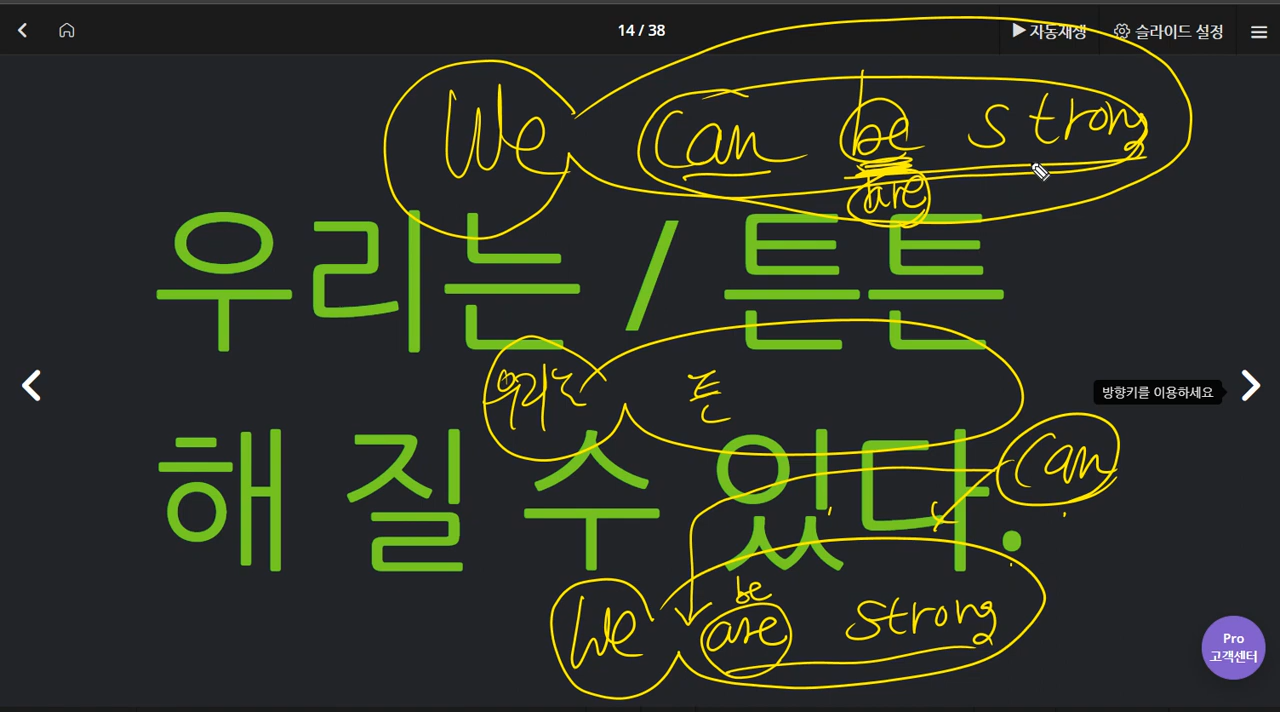 14 / 38
▶ 자동재생 슬라이드 설정
We can be strong
are
우리는 / 튼튼
우리는 튼
방향키를 이용하세요
해 질 수 있다.
can
be
We are strong
Pro
고객센터